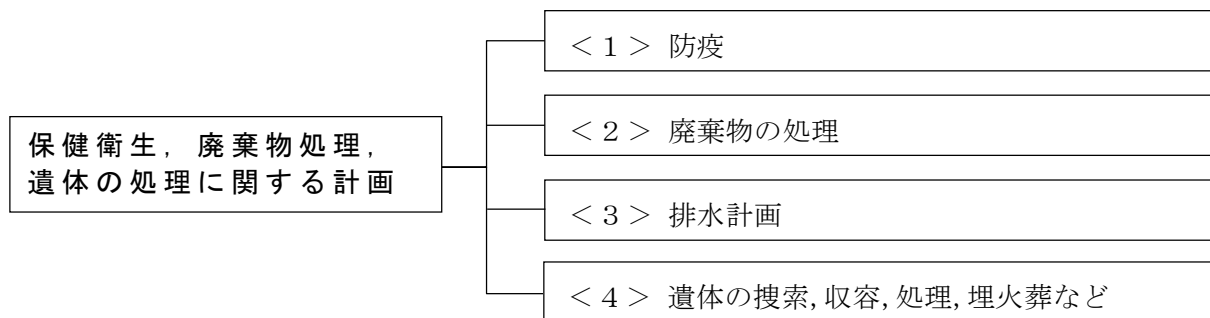 保健衛生，廃棄物処理，
遺体の処理に関する計画
＜１＞ 防疫
＜２＞ 廃棄物の処理
＜３＞ 排水計画
＜４＞ 遺体の捜索,収容,処理,埋火葬など